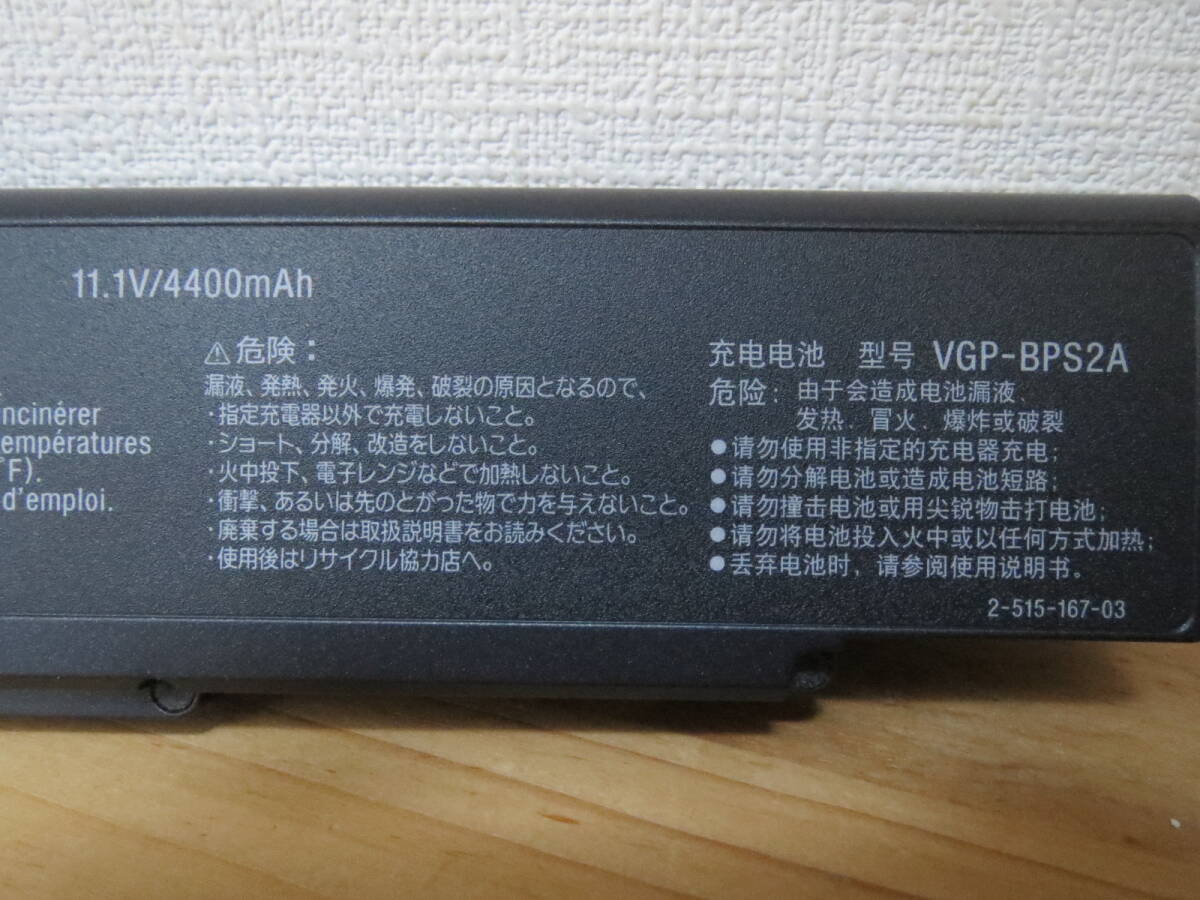 11.1V/4400mAh
incinérer
températures
°F).
d'emploi.
⚠危険：
漏液、発熱、発火、爆発、破裂の原因となるので、
・指定充電器以外で充電しないこと。
・ショート、分解、改造をしないこと。
・火中投下、電子レンジなどで加熱しないこと。
・衝撃、あるいは先のとがった物で力を与えないこと。
・廃棄する場合は取扱説明書をお読みください。
・使用後はリサイクル協力店へ。
充电电池 型号 VGP-BPS2A
危险：由于会造成电池漏液、
发热、冒火、爆炸或破裂
●请勿使用非指定的充电器充电；
●请勿分解电池或造成电池短路；
●请勿撞击电池或用尖锐物击打电池；
●请勿将电池投入火中或以任何方式加热；
●丢弃电池时，请参阅使用说明书。
2-515-167-03